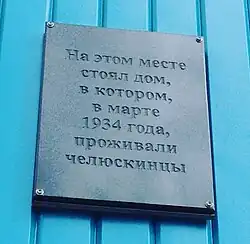 На этом месте
стоял дом,
в котором,
в марте
1934 года,
проживали
челюскинцы